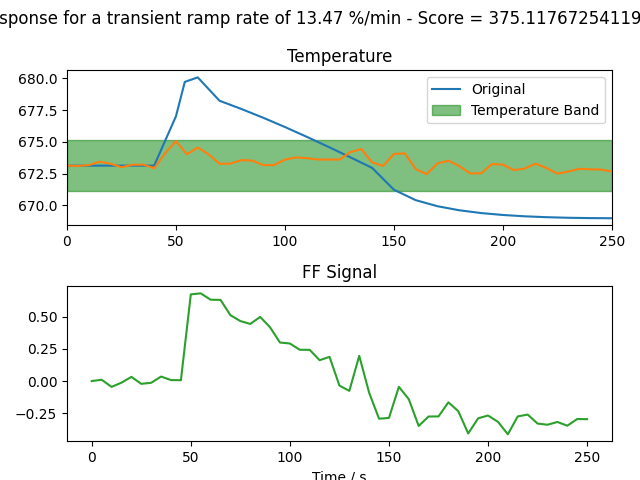 sponse for a transient ramp rate of 13.47 %/min - Score = 375.11767254119
Temperature
680.0
677.5
675.0
672.5
670.0
Original
Temperature Band
0 50 100 150 200 250
FF Signal
0.50
0.25
0.00
−0.25
0 50 100 150 200 250
Time / s